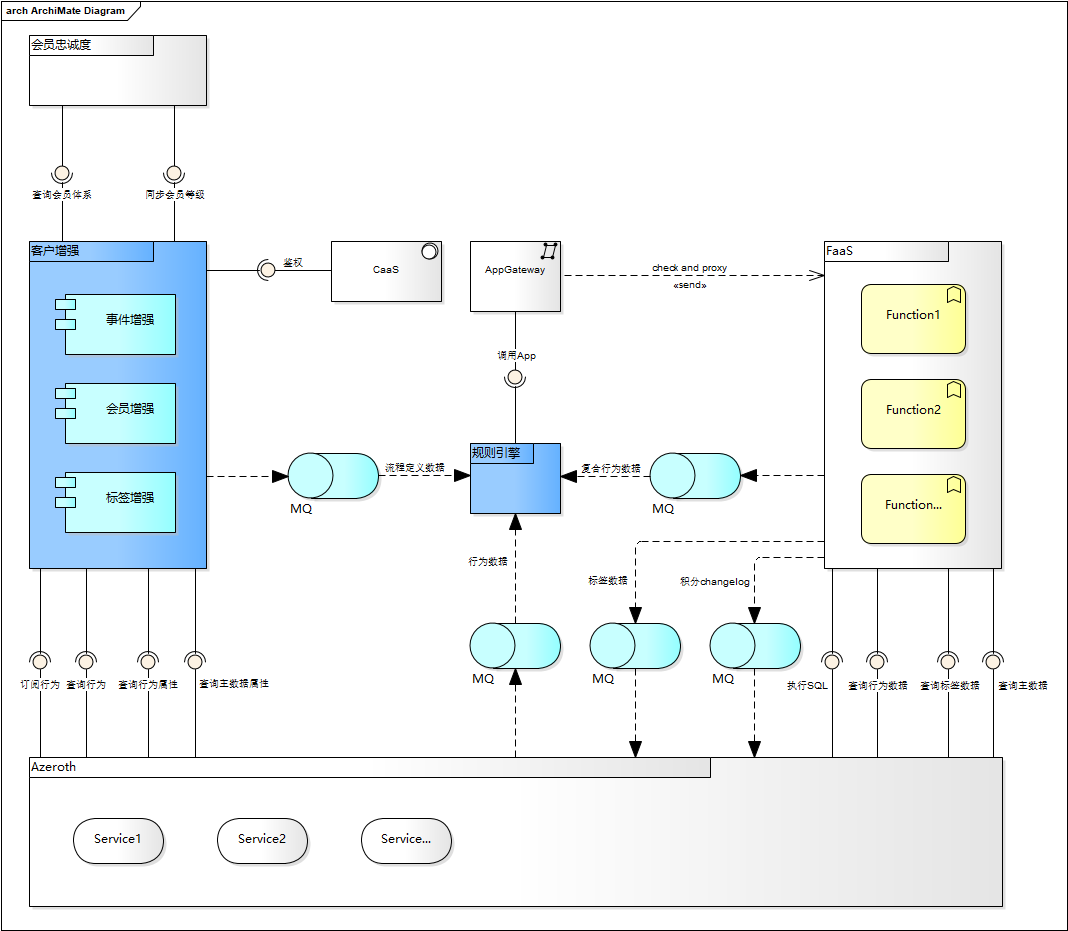 arch ArchiMate Diagram
会员忠诚度
查询会员体系
同步会员等级
客户增强
鉴权
CaaS
AppGateway
check and proxy
«send»
FaaS
事件增强
Function1
调用App
会员增强
Function2
规则引擎
流程定义数据
复合行为数据
标签增强
Function...
MQ
MQ
行为数据
标签数据
积分changelog
MQ
MQ
MQ
订阅行为
查询行为
查询行为属性
查询主数据属性
执行SQL
查询行为数据
查询标签数据
查询主数据
Azeroth
Service1
Service2
Service...